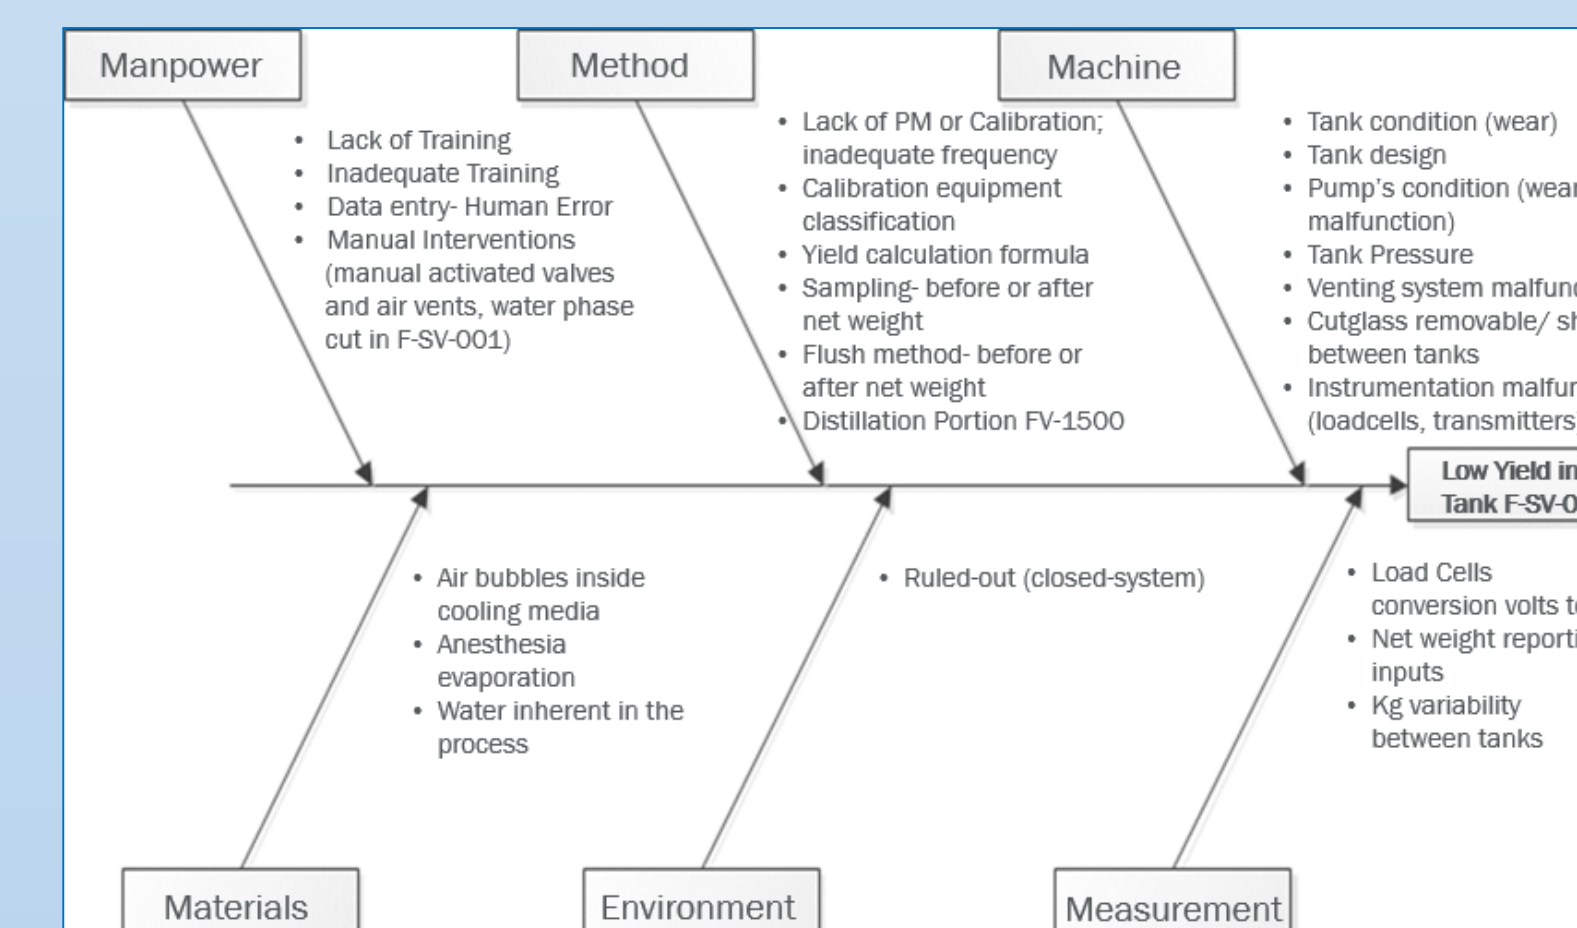 Manpower
Method
Machine
• Lack of Training
• Inadequate Training
• Data entry- Human Error
• Manual Interventions
(manual activated valves
and air vents, water phase
cut in F-SV-001)
• Lack of PM or Calibration;
inadequate frequency
• Calibration equipment
classification
• Yield calculation formula
• Sampling- before or after
net weight
• Flush method- before or
after net weight
• Distillation Portion FV-1500
• Tank condition (wear)
• Tank design
• Pump's condition (wear
malfunction)
• Tank Pressure
• Venting system
• Cutglass removable/
between tanks
• Instrumentation
(loadcells, transmitters)
Low Yield in
Tank
• Air bubbles inside
cooling media
• Anesthesia
evaporation
• Water inherent in the
process
• Ruled-out (closed-system)
• Load Cells
conversion volts
• Net weight
inputs
• Kg variability
between tanks
Materials
Environment
Measurement